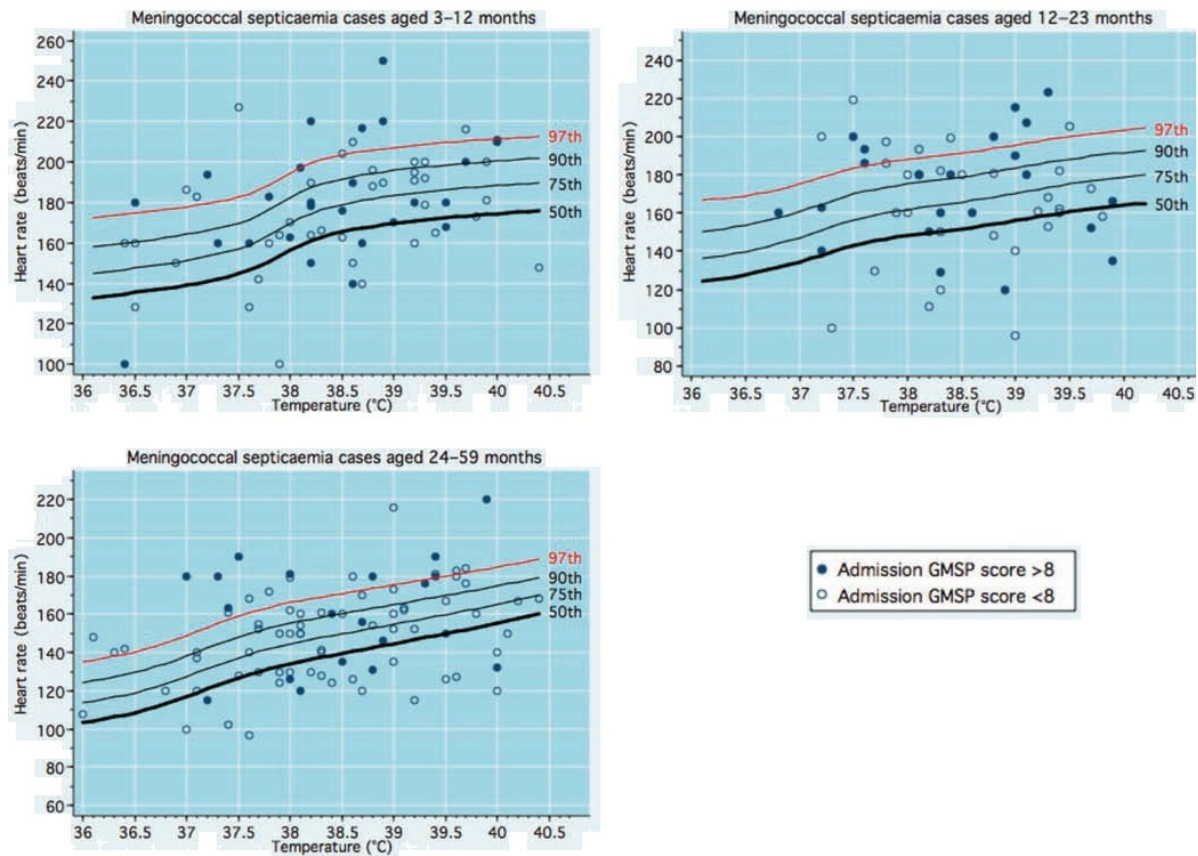 Meningococcal septicaemia cases aged 3–12 months
Heart rate (beats/min)
260
240
220
200
180
160
140
120
100
97th
90th
75th
50th
36 36.5 37 37.5 38 38.5 39 39.5 40 40.5
Temperature (°C)
Meningococcal septicaemia cases aged 12–23 months
Heart rate (beats/min)
240
220
200
180
160
140
120
100
80
97th
90th
75th
50th
36 36.5 37 37.5 38 38.5 39 39.5 40 40.5
Temperature (°C)
Meningococcal septicaemia cases aged 24–59 months
Heart rate (beats/min)
220
200
180
160
140
120
100
80
60
97th
90th
75th
50th
36 36.5 37 37.5 38 38.5 39 39.5 40 40.5
Temperature (°C)
Admission GMSP score >8
Admission GMSP score <8